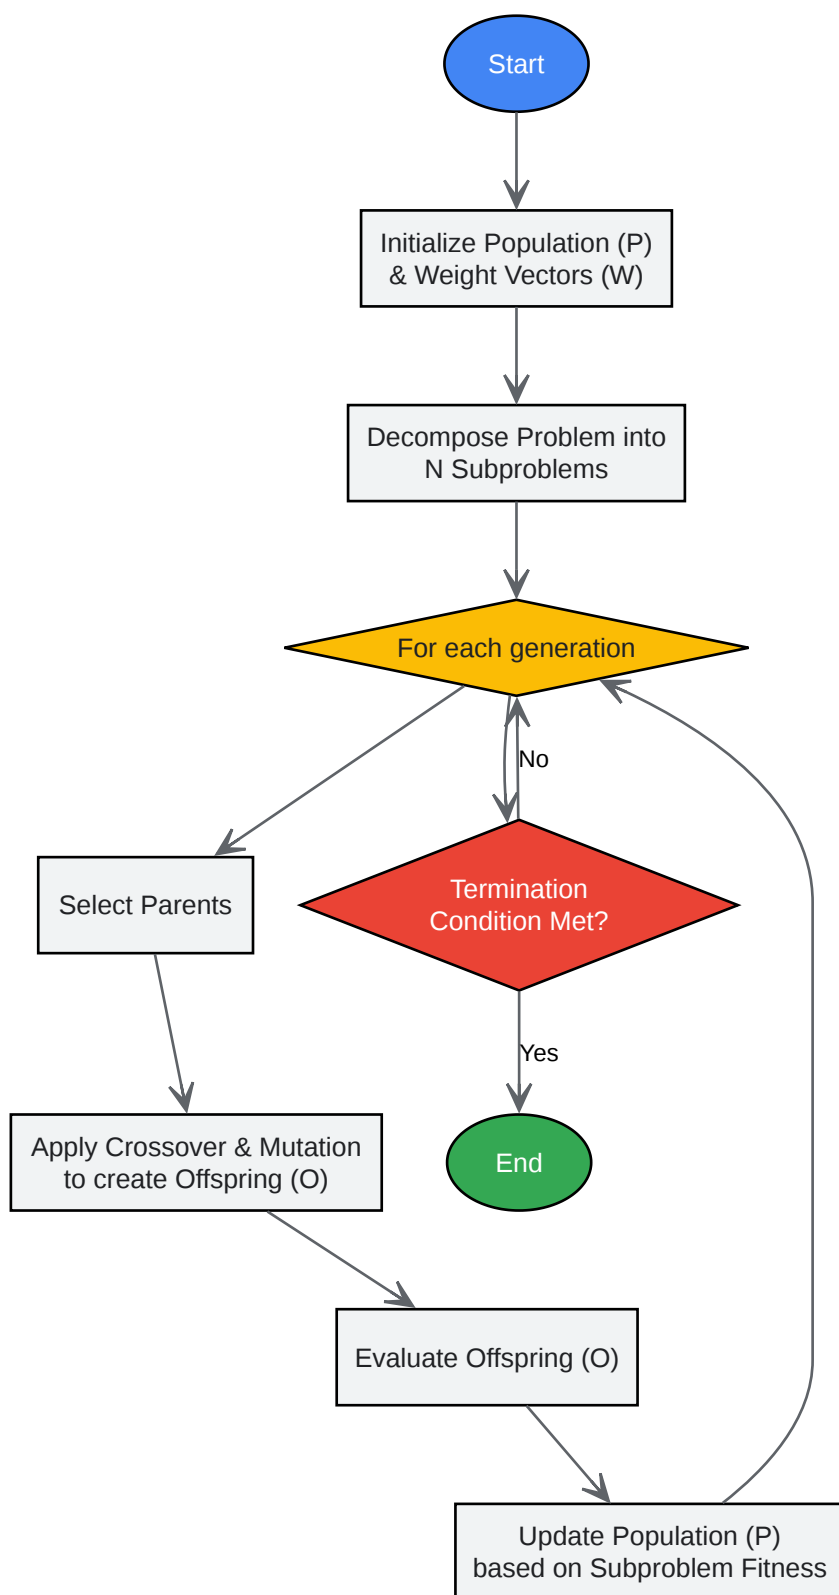 Start
Initialize Population (P)
& Weight Vectors (W)
Decompose Problem into
N Subproblems
For each generation
No
Select Parents
Termination
Condition Met?
Yes
Apply Crossover & Mutation
to create Offspring (O)
End
Evaluate Offspring (O)
Update Population (P)
based on Subproblem Fitness